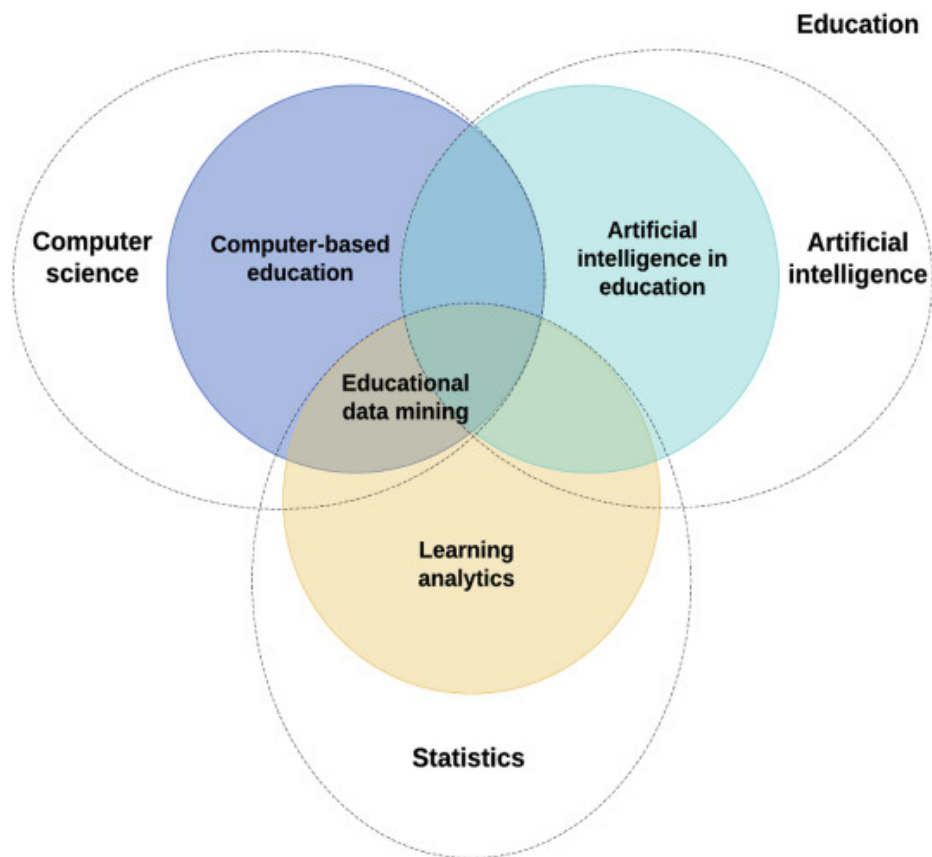 Education
Computer
science
Computer-based
education
Artificial
intelligence in
education
Artificial
intelligence
Educational
data mining
Learning
analytics
Statistics